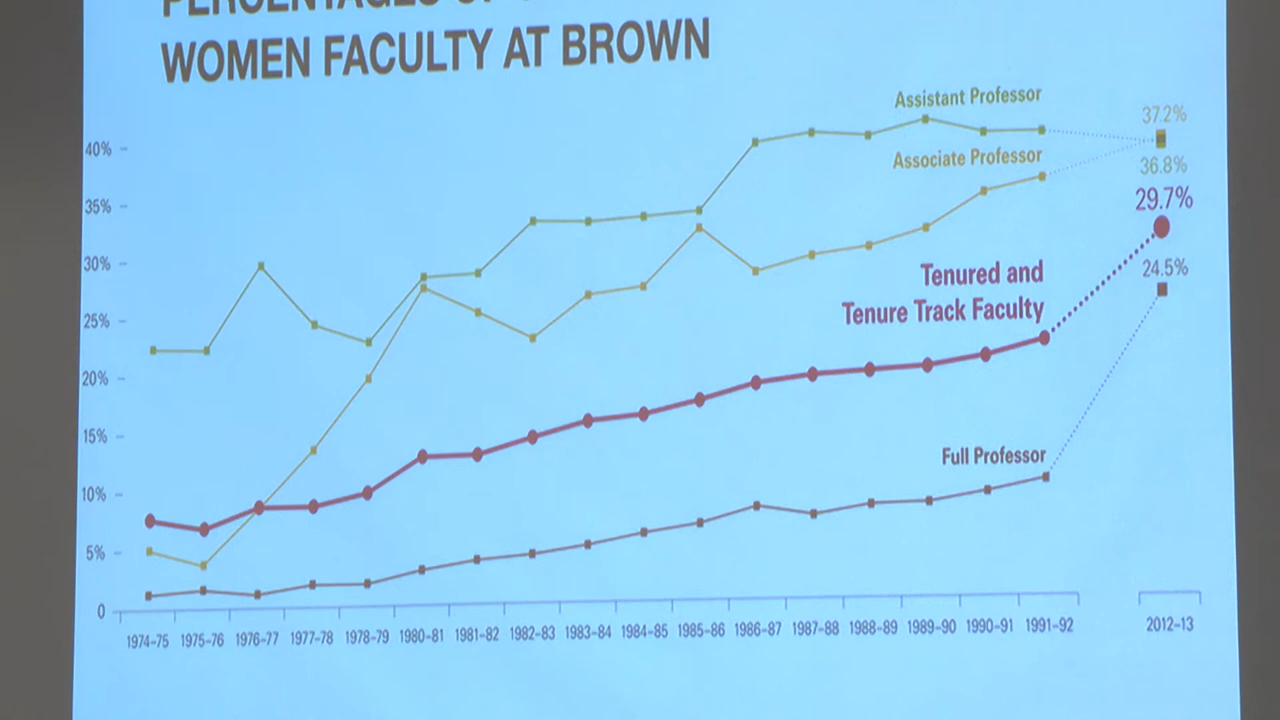 PERCENTAGES OF
WOMEN FACULTY AT BROWN
Assistant Professor
37.2%
40%
Associate Professor
36.8%
35%
29.7%
30%
Tenured and
Tenure Track Faculty
24.5%
25%
20%
15%
Full Professor
10%
5%
0
1974–75 1975–76 1976–77 1977–78 1978–79 1980–81 1981–82 1982–83 1983–84 1984–85 1985–86 1986–87 1987–88 1988–89 1989–90 1990–91 1991–92 2012–13